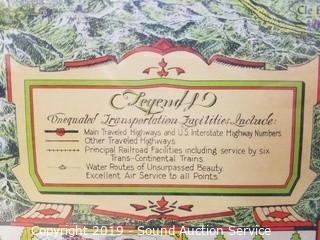 Legend
Unequaled Transportation Facilities Include:
Main Traveled Highways and U.S. Interstate Highway Numbers
Other Traveled Highways
Principal Railroad Facilities including service by six
Trans-Continental Trains.
Water Routes of Unsurpassed Beauty.
Excellent Air Service to all Points.
Copyright 2019 - Sound Auction Service